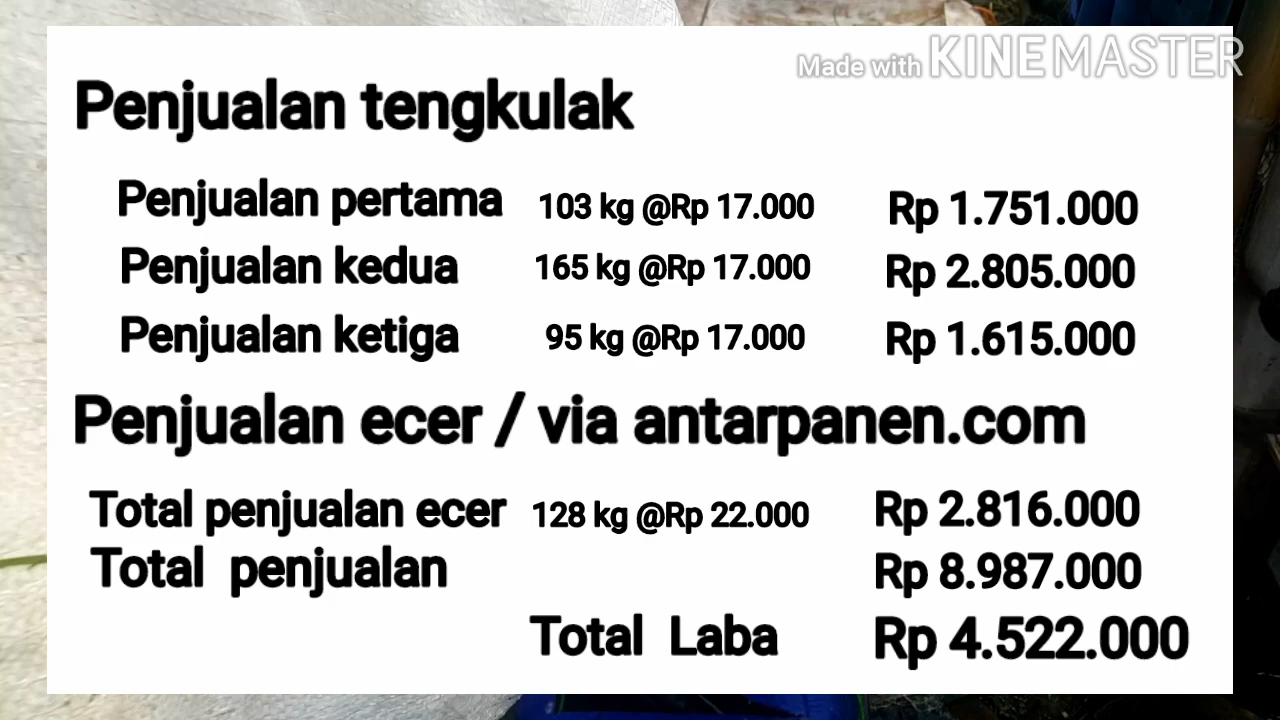 Made with KINEMASTER
Penjualan tengkulak
Penjualan pertama 103 kg @Rp 17.000 Rp 1.751.000
Penjualan kedua 165 kg @Rp 17.000 Rp 2.805.000
Penjualan ketiga 95 kg @Rp 17.000 Rp 1.615.000
Penjualan ecer / via antarpanen.com
Total penjualan ecer 128 kg @Rp 22.000 Rp 2.816.000
Total penjualan Rp 8.987.000
Total Laba Rp 4.522.000